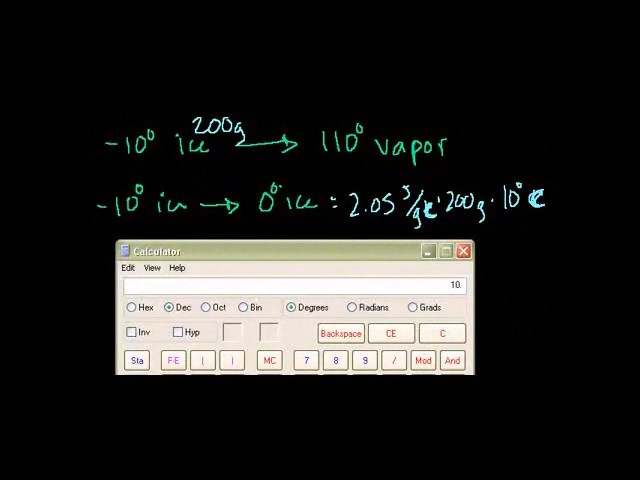 -10° ice 200g → 110° vapor
-10° ice → 0° ice = 2.05 J/g·200g·10°
Calculator
Edit View Help
10.
Hex Dec Oct Bin Degrees Radians Grads
Inv Hyp Backspace CE C
Sta F-E ( ) MC 7 8 9 / Mod And